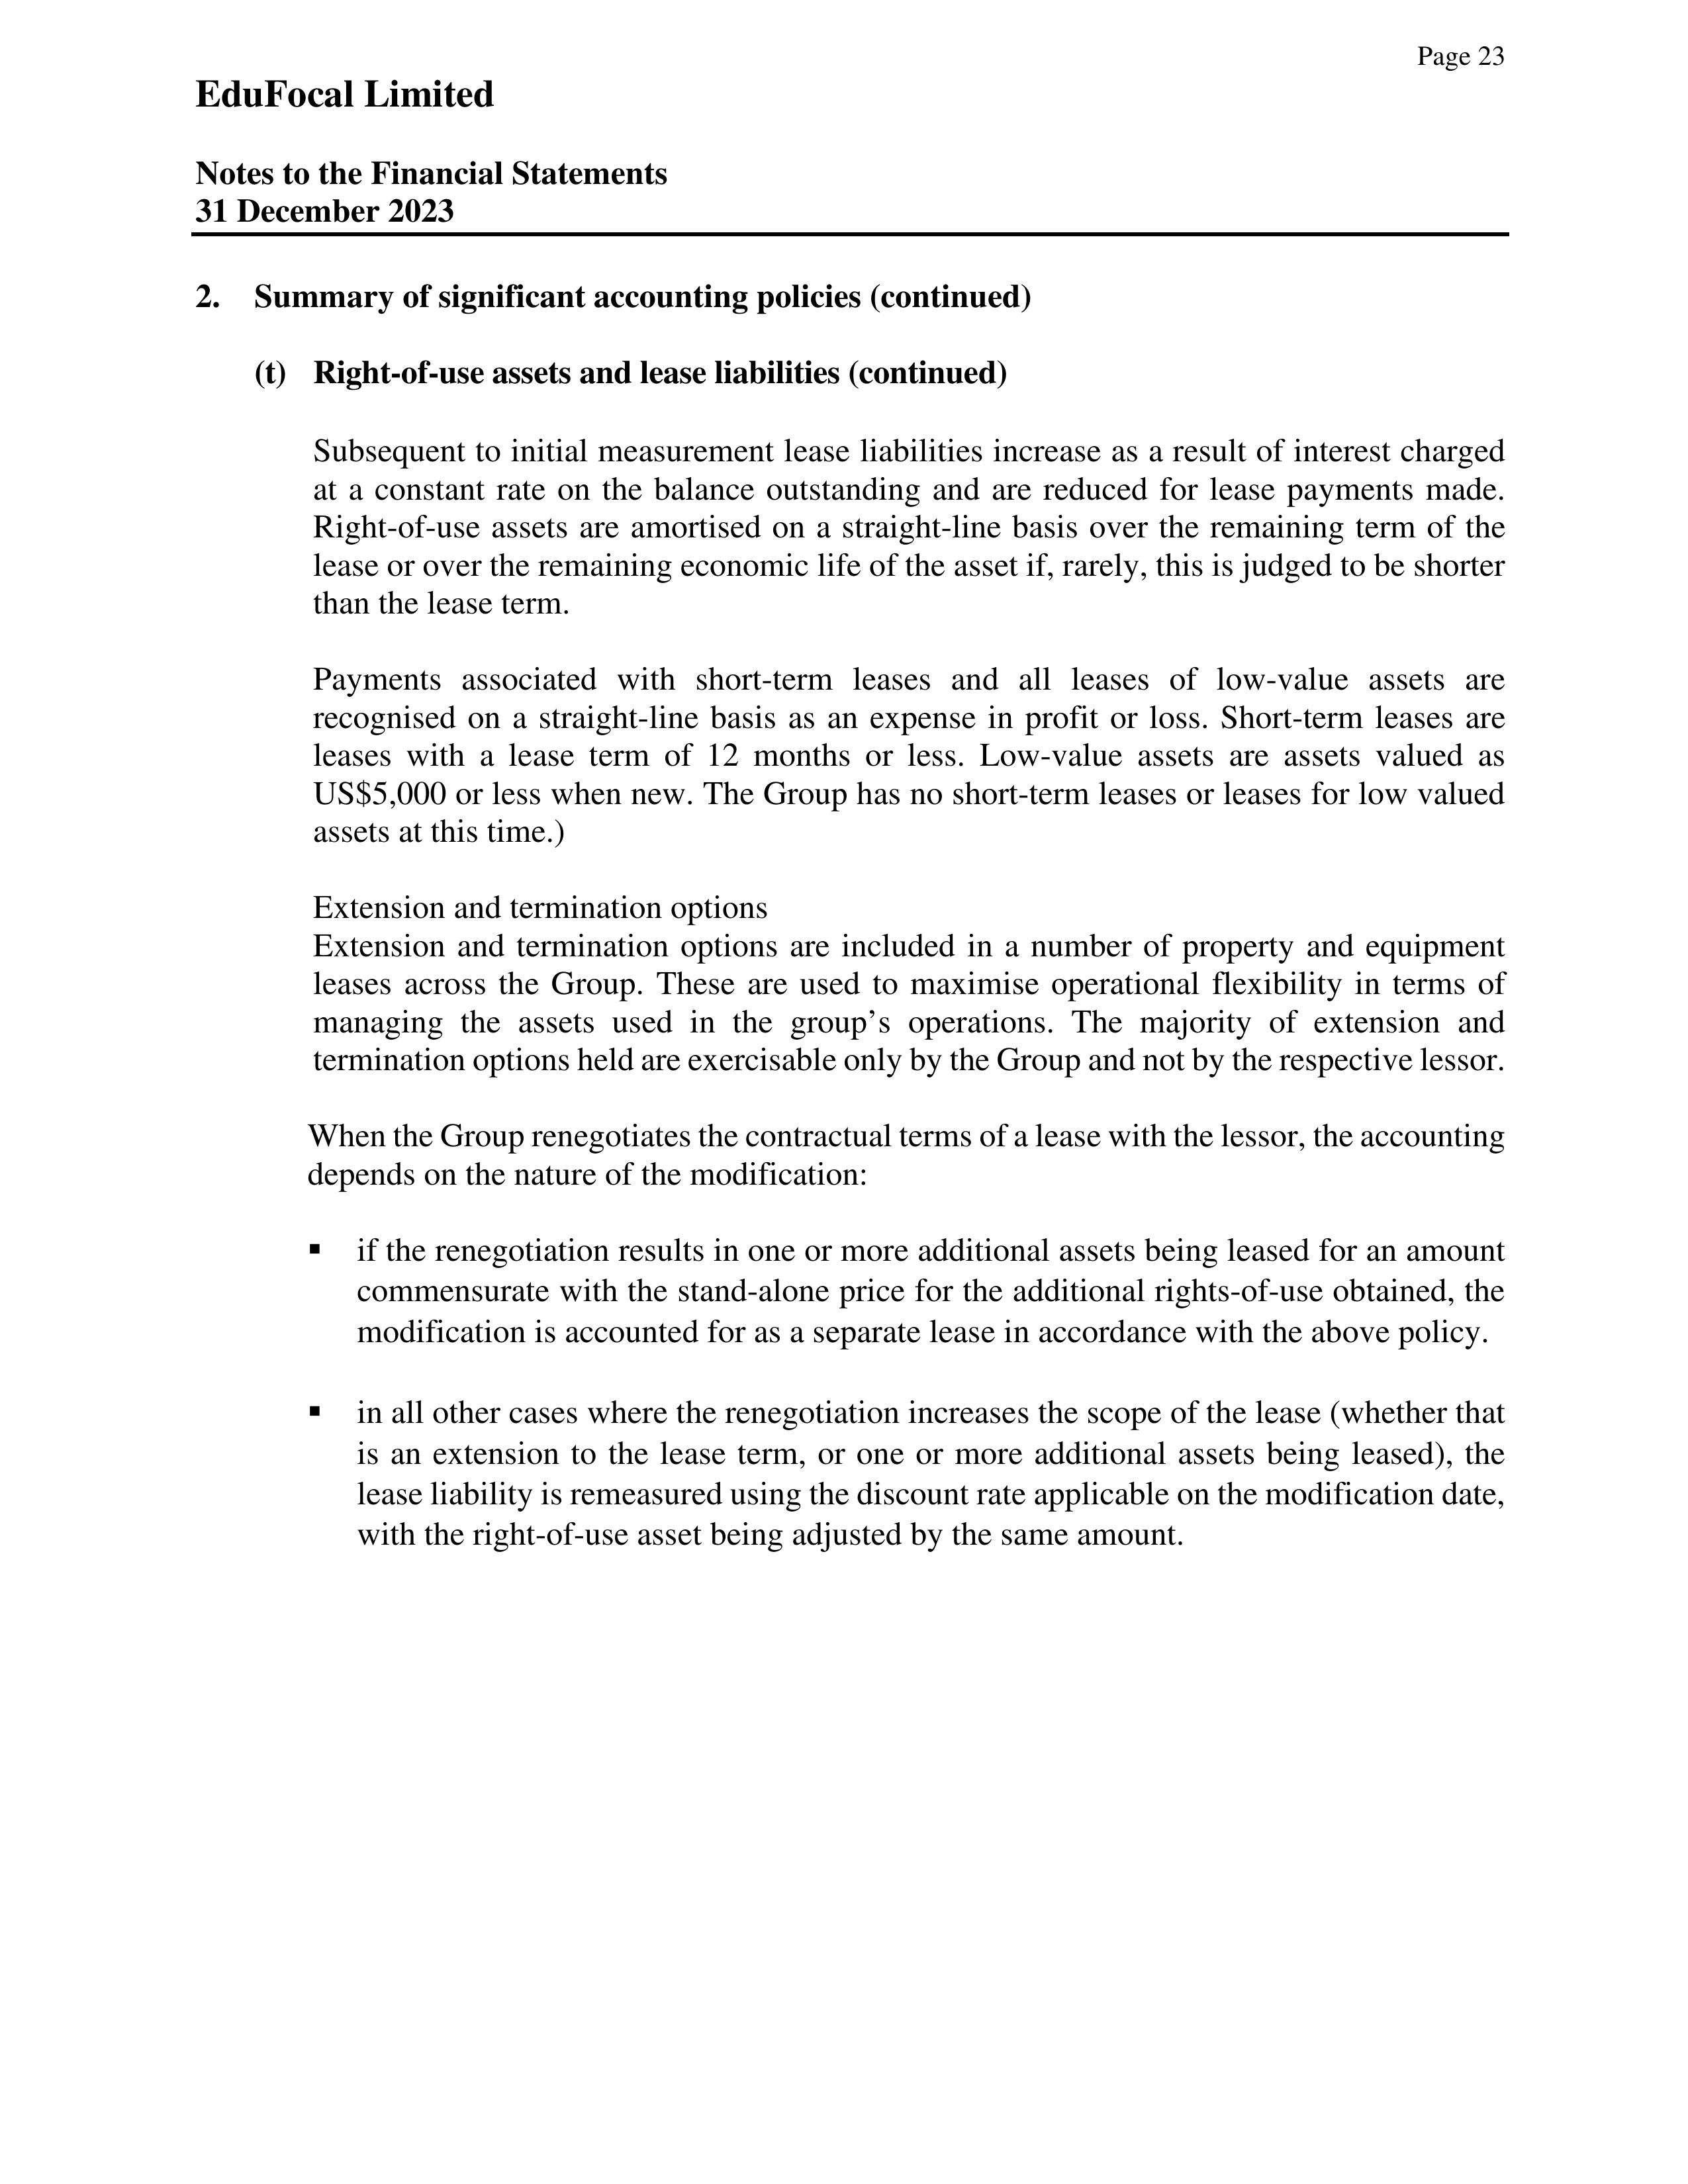 Page 23
EduFocal Limited
Notes to the Financial Statements
31 December 2023
2. Summary of significant accounting policies (continued)
(t) Right-of-use assets and lease liabilities (continued)
Subsequent to initial measurement lease liabilities increase as a result of interest charged
at a constant rate on the balance outstanding and are reduced for lease payments made.
Right-of-use assets are amortised on a straight-line basis over the remaining term of the
lease or over the remaining economic life of the asset if, rarely, this is judged to be shorter
than the lease term.
Payments associated with short-term leases and all leases of low-value assets are
recognised on a straight-line basis as an expense in profit or loss. Short-term leases are
leases with a lease term of 12 months or less. Low-value assets are assets valued as
US$5,000 or less when new. The Group has no short-term leases or leases for low valued
assets at this time.)
Extension and termination options
Extension and termination options are included in a number of property and equipment
leases across the Group. These are used to maximise operational flexibility in terms of
managing the assets used in the group’s operations. The majority of extension and
termination options held are exercisable only by the Group and not by the respective lessor.
When the Group renegotiates the contractual terms of a lease with the lessor, the accounting
depends on the nature of the modification:
▪ if the renegotiation results in one or more additional assets being leased for an amount
commensurate with the stand-alone price for the additional rights-of-use obtained, the
modification is accounted for as a separate lease in accordance with the above policy.
▪ in all other cases where the renegotiation increases the scope of the lease (whether that
is an extension to the lease term, or one or more additional assets being leased), the
lease liability is remeasured using the discount rate applicable on the modification date,
with the right-of-use asset being adjusted by the same amount.